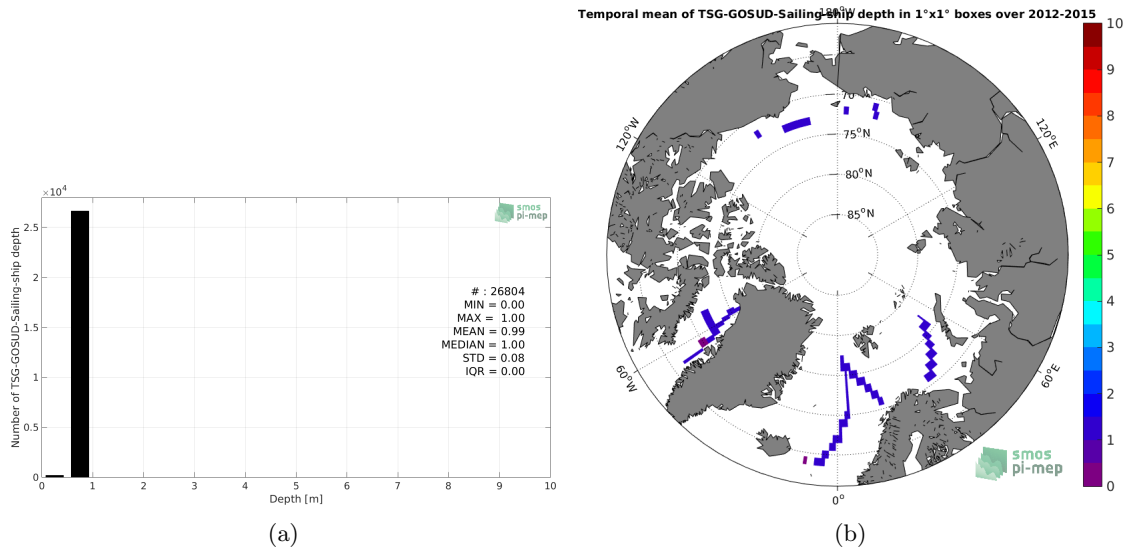 ×10⁴
2.5
2
1.5
1
0.5
0
0 1 2 3 4 5 6 7 8 9 10
Depth [m]
Number of TSG-GOSUD-Sailing-ship depth
smos
pi-mep
# : 26804
MIN = 0.00
MAX = 1.00
MEAN = 0.99
MEDIAN = 1.00
STD = 0.08
IQR = 0.00
(a)
Temporal mean of TSG-GOSUD-Sailing-ship depth in 1°x1° boxes over 2012-2015
120°W
120°E
75°N
80°N
85°N
60°W
60°E
0°
smos
pi-mep
10
9
8
7
6
5
4
3
2
1
0
(b)